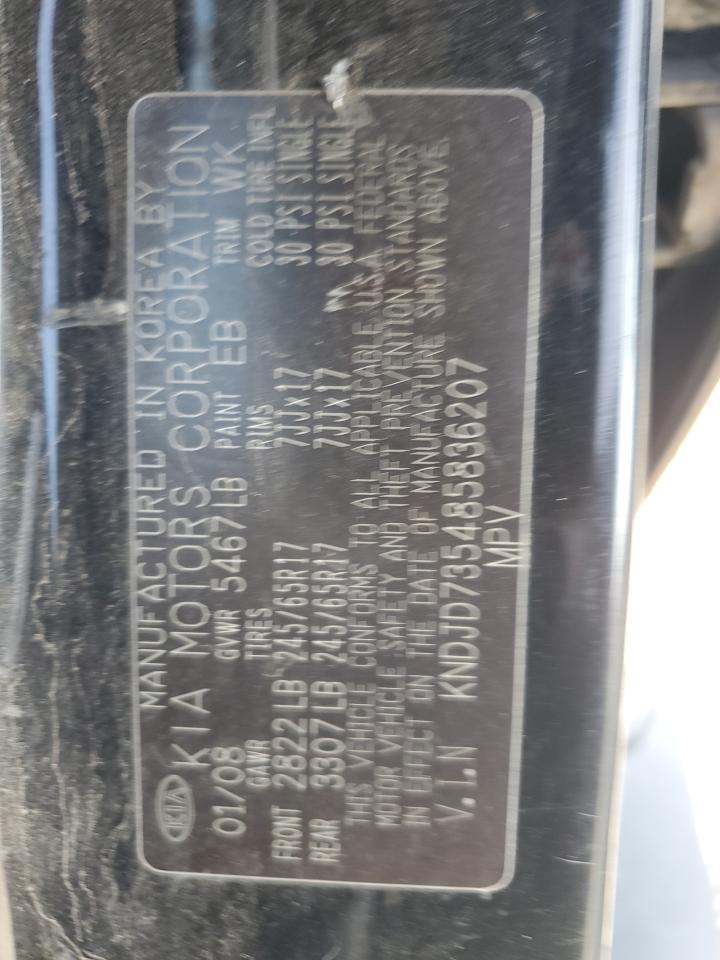 MANUFACTURED IN KOREA BY
KIA KIA MOTORS CORPORATION
01/08 GVWR 5467LB PAINT EB TRIM WK
GAWR TIRES RIMS COLD TIRE INFL
FRONT 2822LB 245/65R17 7JJx17 30 PSI SINGLE
REAR 3307LB 245/65R17 7JJx17 30 PSI SINGLE
THIS VEHICLE CONFORMS TO ALL APPLICABLE U.S.A FEDERAL
MOTOR VEHICLE SAFETY AND THEFT PREVENTION STANDARDS
IN EFFECT ON THE DATE OF MANUFACTURE SHOWN ABOVE.
V.I.N KNDJD735485836207
MPV